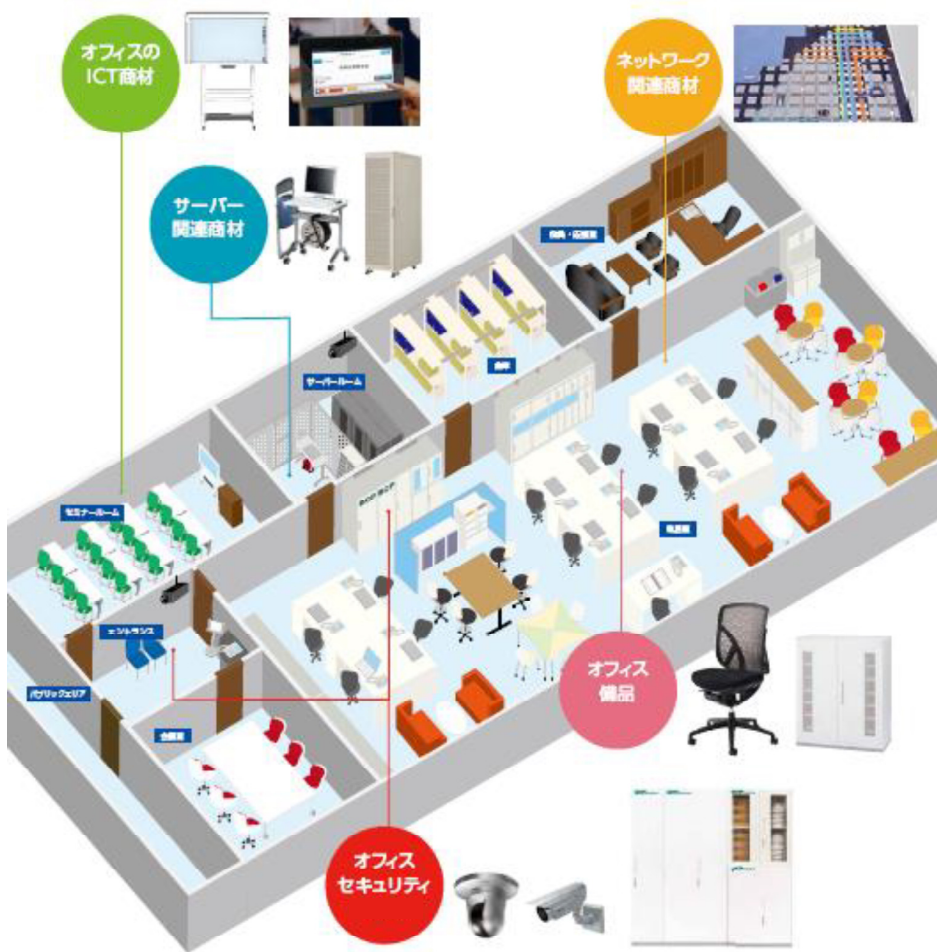 オフィスの
ICT商材
ネットワーク
関連商材
サーバー
関連商材
サーバールーム
セミナールーム
エントランス
パブリックエリア
会議室
オフィス
備品
オフィス
セキュリティ